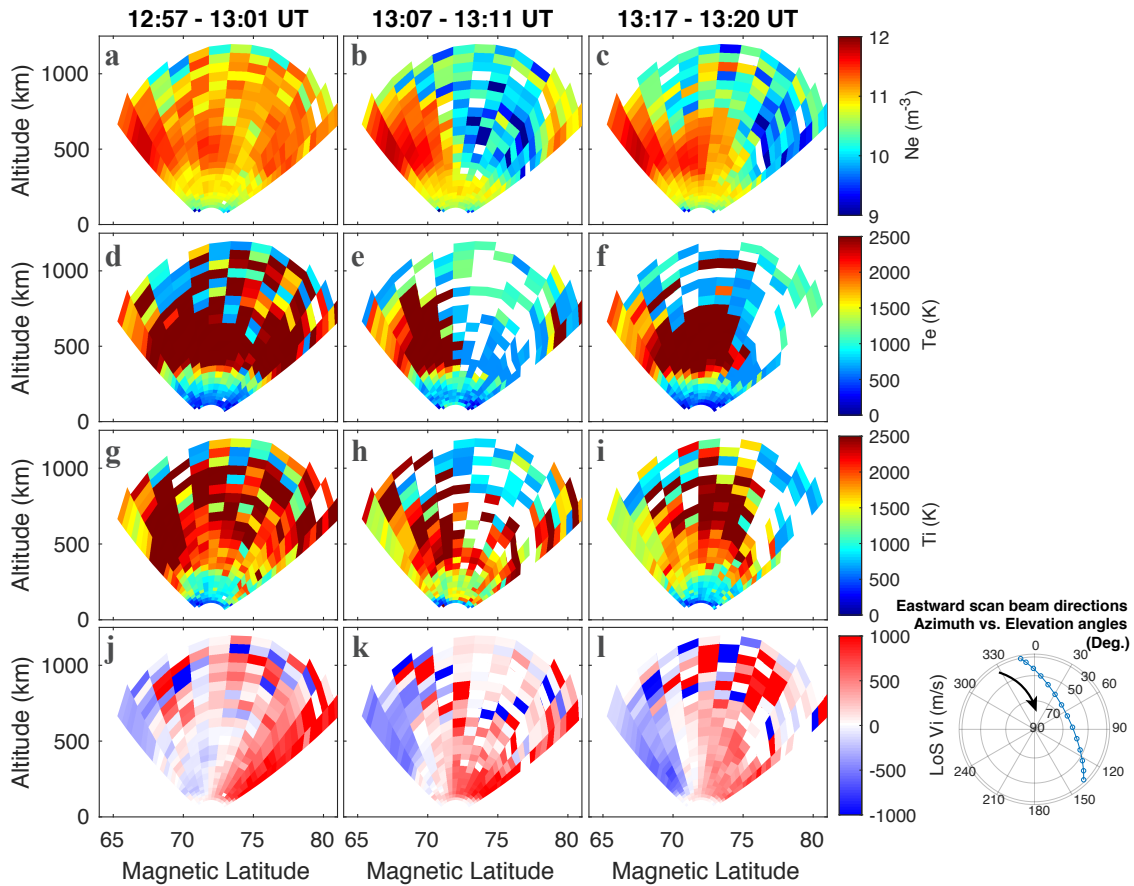 12:57 - 13:01 UT 13:07 - 13:11 UT 13:17 - 13:20 UT
a b c
Altitude (km)
1000
500
0
65 70 75 80
12
11
10
9
Ne (m-3)
d e f
Altitude (km)
1000
500
0
2500
2000
1500
1000
500
0
Te (K)
g h i
Altitude (km)
1000
500
0
2500
2000
1500
1000
500
0
Ti (K)
j k l
Altitude (km)
1000
500
0
65 70 75 80 65 70 75 80 65 70 75 80
Magnetic Latitude Magnetic Latitude Magnetic Latitude
1000
500
0
-500
-1000
LoS Vi (m/s)
Eastward scan beam directions
Azimuth vs. Elevation angles
(Deg.)
0
330 30 30
300 50 60
70
90 90
240 120
210 150
180